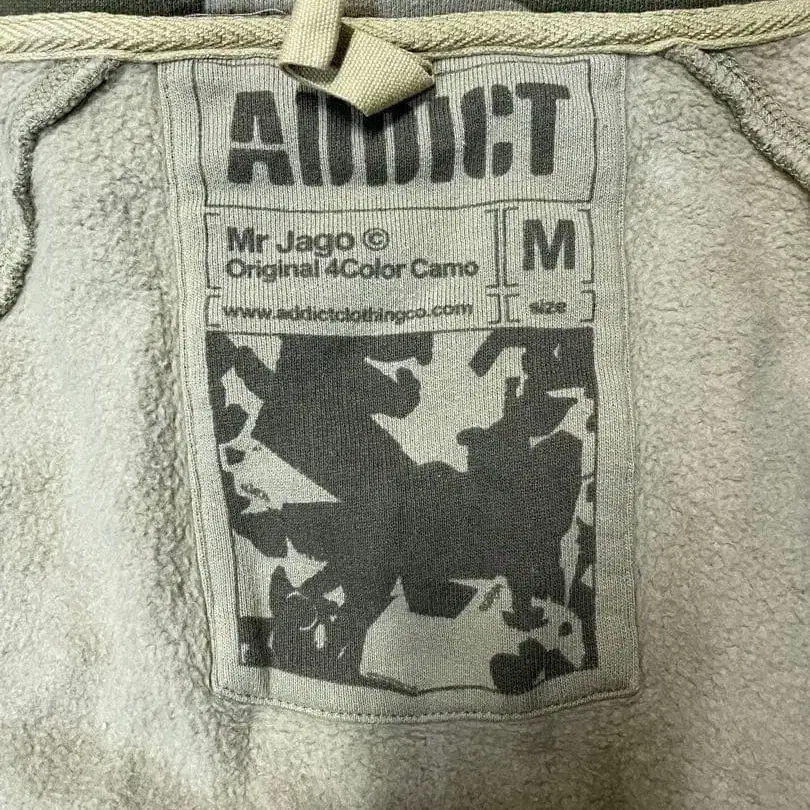 ADDICT
Mr Jago ©
Original 4Color Camo
M
www.addictclothingco.com
size